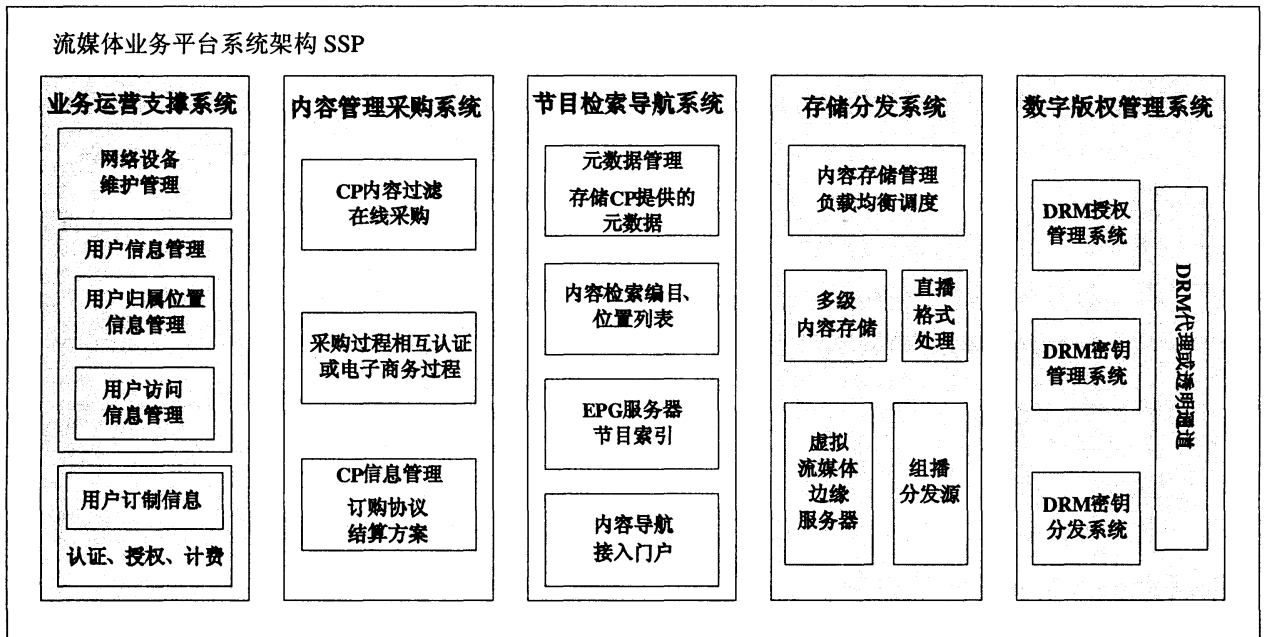 流媒体业务平台系统架构 SSP
业务运营支撑系统
网络设备
维护管理
用户信息管理
用户归属位置
信息管理
用户访问
信息管理
用户订制信息
认证、授权、计费
内容管理采购系统
CP内容过滤
在线采购
采购过程相互认证
或电子商务过程
CP信息管理
订购协议
结算方案
节目检索导航系统
元数据管理
存储CP提供的
元数据
内容检索编目、
位置列表
EPG服务器
节目索引
内容导航
接入门户
存储分发系统
内容存储管理
负载均衡调度
多级
内容存储
直播
格式
处理
虚拟
流媒体
边缘
服务器
组播
分发源
数字版权管理系统
DRM授权
管理系统
DRM密钥
管理系统
DRM密钥
分发系统
DRM代理或透明通道